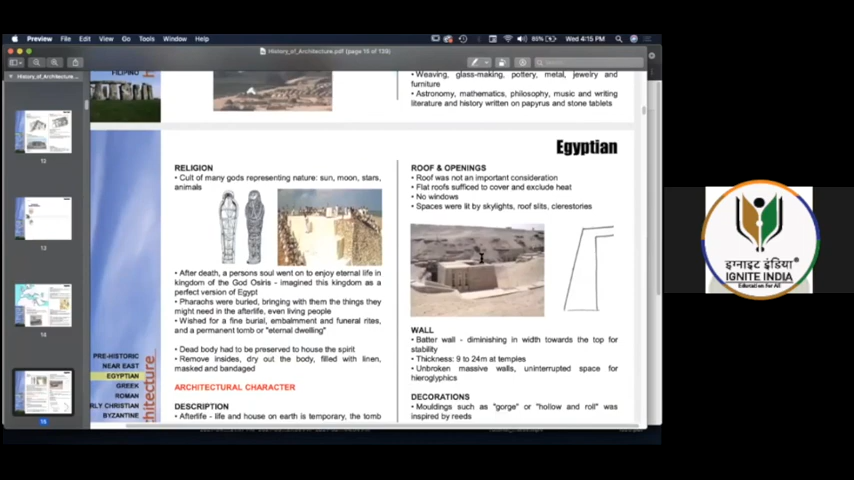 Preview File Edit View Go Tools Window Help
85% Wed 4:15 PM
History_of_Architecture.pdf (page 15 of 139)
Search
History_of_Architecture...
FILIPINO
• Weaving, glass-making, pottery, metal, jewelry and
furniture
• Astronomy, mathematics, philosophy, music and writing
literature and history written on papyrus and stone tablets
Egyptian
RELIGION
• Cult of many gods representing nature: sun, moon, stars,
animals
• After death, a persons soul went on to enjoy eternal life in
kingdom of the God Osiris - imagined this kingdom as a
perfect version of Egypt
• Pharaohs were buried, bringing with them the things they
might need in the afterlife, even living people
• Wished for a fine burial, embalmment and funeral rites,
and a permanent tomb or "eternal dwelling"
• Dead body had to be preserved to house the spirit
• Remove insides, dry out the body, filled with linen,
masked and bandaged
ARCHITECTURAL CHARACTER
DESCRIPTION
• Afterlife - life and house on earth is temporary, the tomb
ROOF & OPENINGS
• Roof was not an important consideration
• Flat roofs sufficed to cover and exclude heat
• No windows
• Spaces were lit by skylights, roof slits, clerestories
WALL
• Batter wall - diminishing in width towards the top for
stability
• Thickness: 9 to 24m at temples
• Unbroken massive walls, uninterrupted space for
hieroglyphics
DECORATIONS
• Mouldings such as "gorge" or "hollow and roll" was
inspired by reeds
PRE-HISTORIC
NEAR EAST
EGYPTIAN
GREEK
ROMAN
RLY CHRISTIAN
BYZANTINE
hitecture
13
14
15
इग्नाइट इंडिया
IGNITE INDIA
Education for All